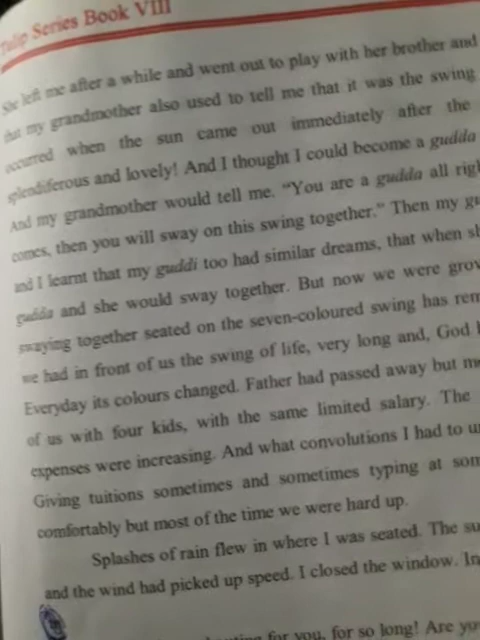 Tulip Series Book VIII
She left me after a while and went out to play with her brother and
that my grandmother also used to tell me that it was the swing
occurred when the sun came out immediately after the
splendiferous and lovely! And I thought I could become a gudda
And my grandmother would tell me. "You are a gudda all
comes, then you will sway on this swing together." Then my
and I learnt that my guddi too had similar dreams, that when
gudda and she would sway together. But now we were
swaying together seated on the seven-coloured swing has
we had in front of us the swing of life, very long and, God
Everyday its colours changed. Father had passed away but
of us with four kids, with the same limited salary. The
expenses were increasing. And what convolutions I had to
Giving tuitions sometimes and sometimes typing at
comfortably but most of the time we were hard up.
Splashes of rain flew in where I was seated. The
and the wind had picked up speed. I closed the window. In
for you, for so long! Are